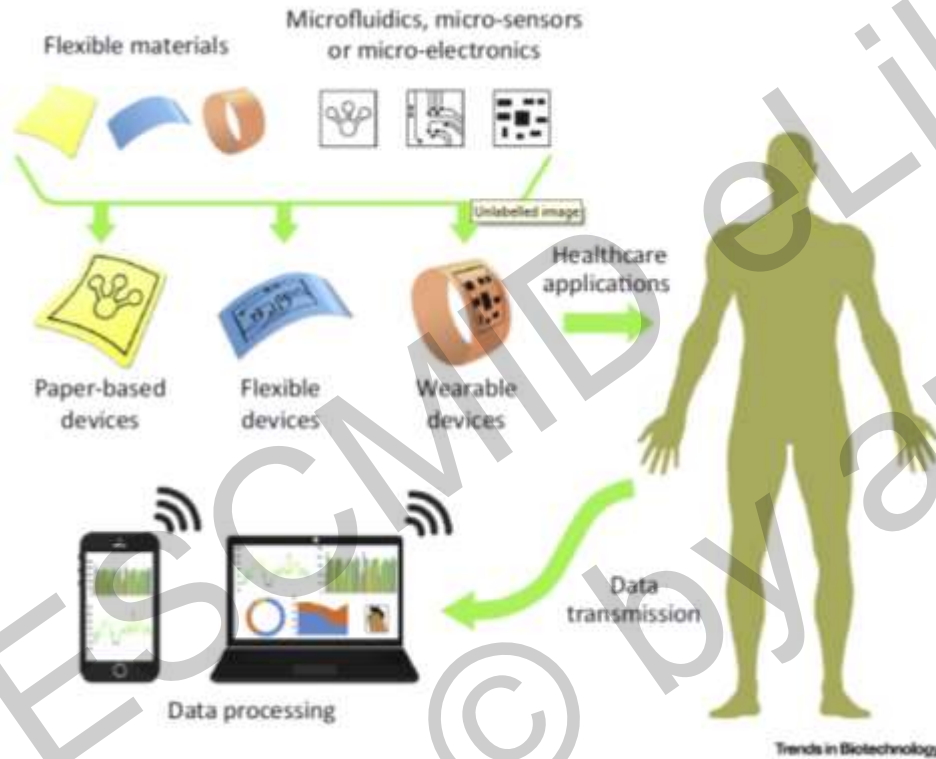 Flexible materials
Microfluidics, micro-sensors
or micro-electronics
Unlabelled image
Healthcare
applications
Paper-based
devices
Flexible
devices
Wearable
devices
Data
transmission
Data processing
Trends in Biotechnology
ESCMID eLi
© by a